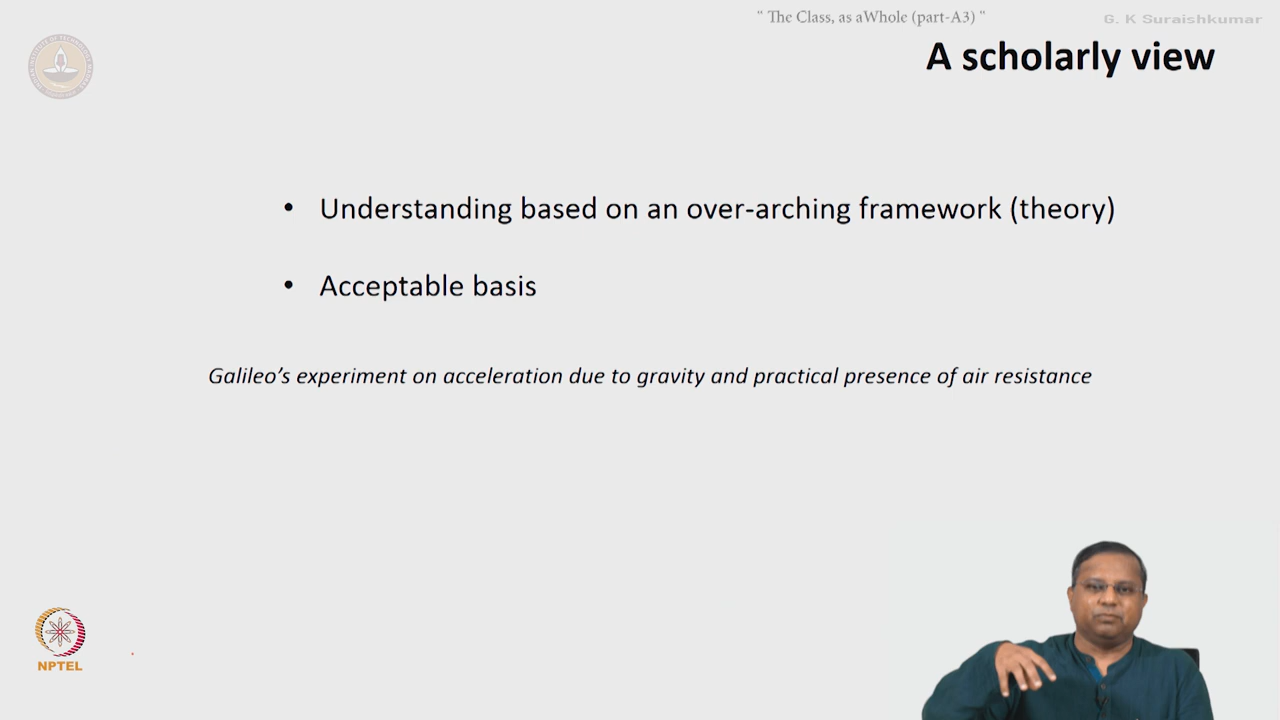 " The Class, as aWhole (part-A3) "
G. K Suraishkumar
A scholarly view
• Understanding based on an over-arching framework (theory)
• Acceptable basis
Galileo's experiment on acceleration due to gravity and practical presence of air resistance
NPTEL